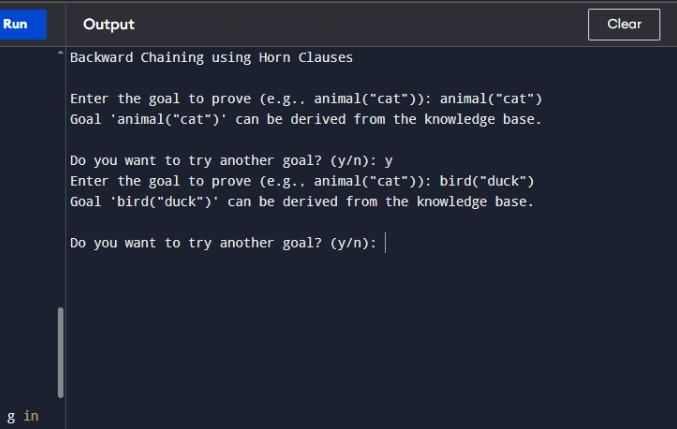 Run
Output
Clear
Backward Chaining using Horn Clauses
Enter the goal to prove (e.g., animal("cat")): animal("cat")
Goal 'animal("cat")' can be derived from the knowledge base.
Do you want to try another goal? (y/n): y
Enter the goal to prove (e.g., animal("cat")): bird("duck")
Goal 'bird("duck")' can be derived from the knowledge base.
Do you want to try another goal? (y/n):
g in